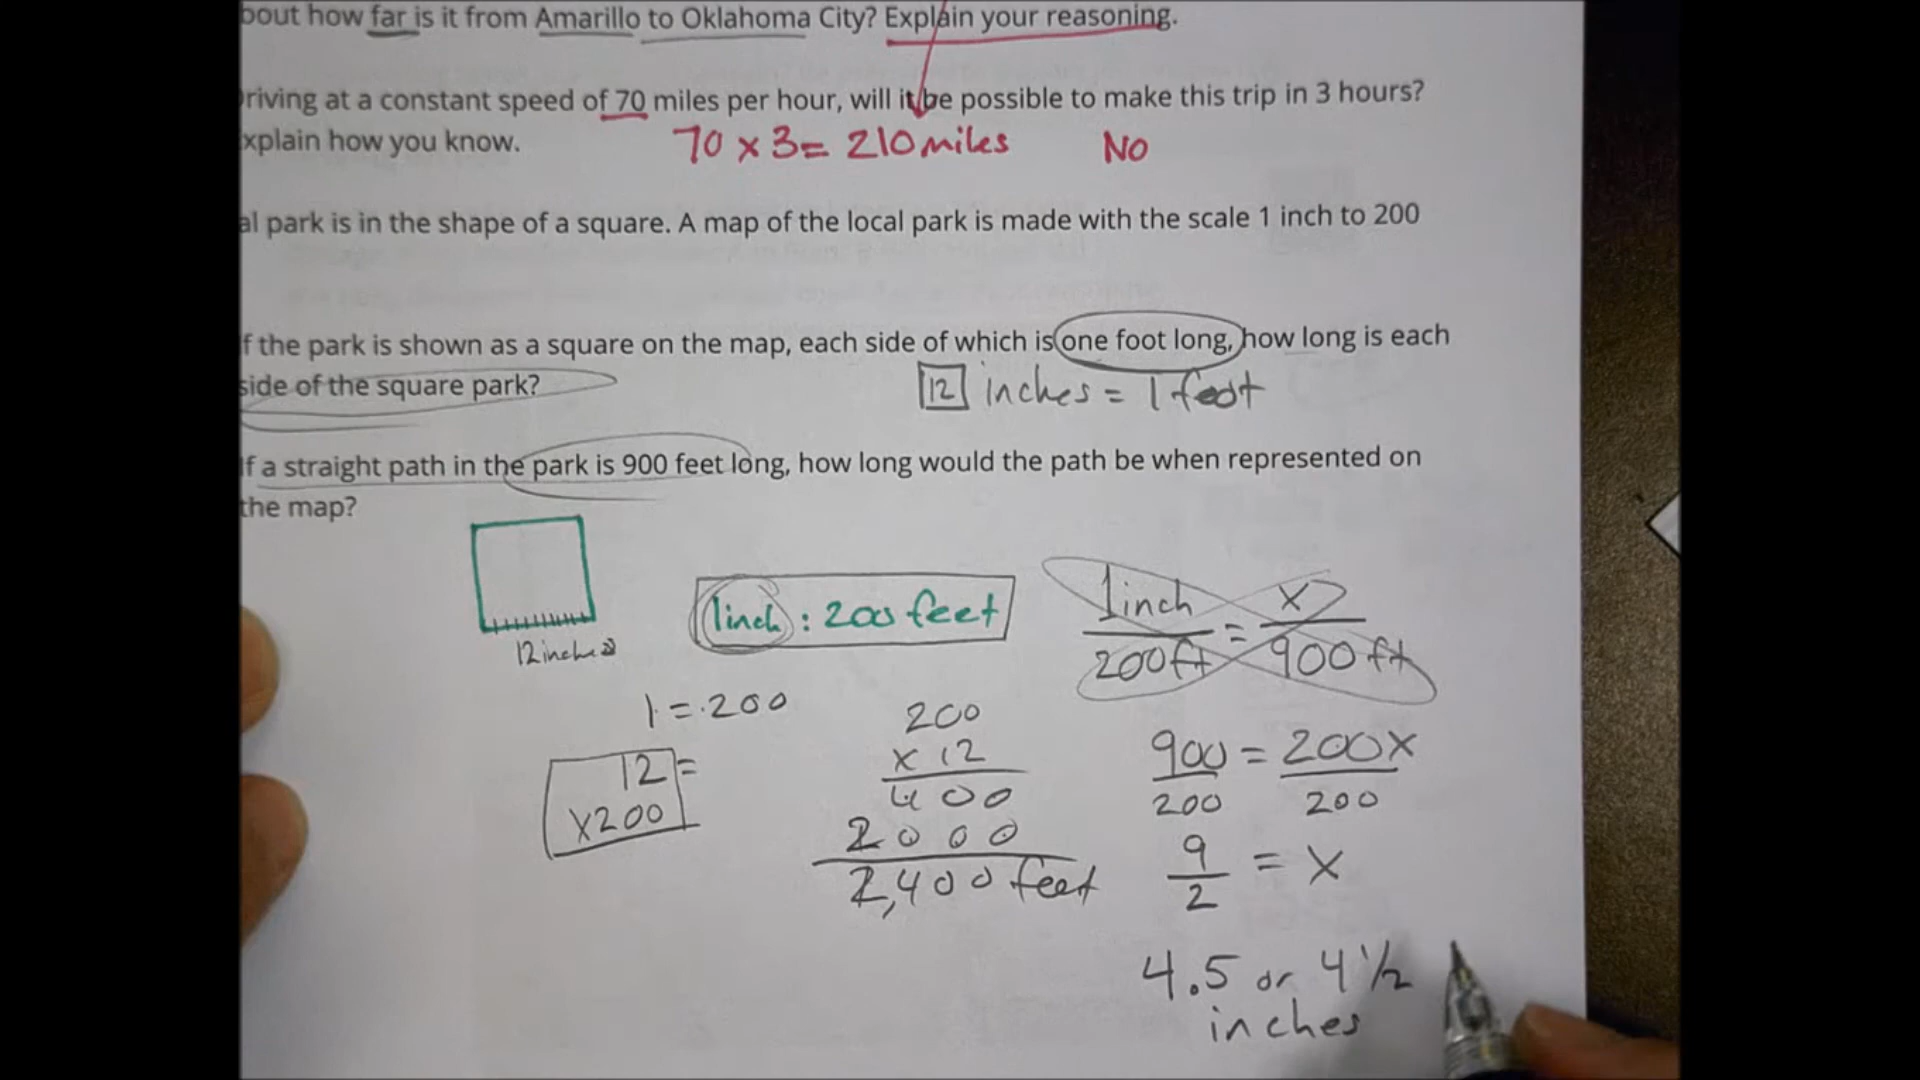 bout how far is it from Amarillo to Oklahoma City? Explain your reasoning.
riving at a constant speed of 70 miles per hour, will it be possible to make this trip in 3 hours?
xplain how you know.
70 x 3 = 210 miles NO
al park is in the shape of a square. A map of the local park is made with the scale 1 inch to 200
f the park is shown as a square on the map, each side of which is one foot long, how long is each
side of the square park?
12 inches = 1 foot
If a straight path in the park is 900 feet long, how long would the path be when represented on
the map?
12 inches
1 inch : 200 feet
1 inch = x
200ft 900 ft
1 = 200
12 =
x200
200
x 12
400
2000
2,400 feet
900 = 200x
200 200
9 = x
2
4.5 or 4 1/2
inches